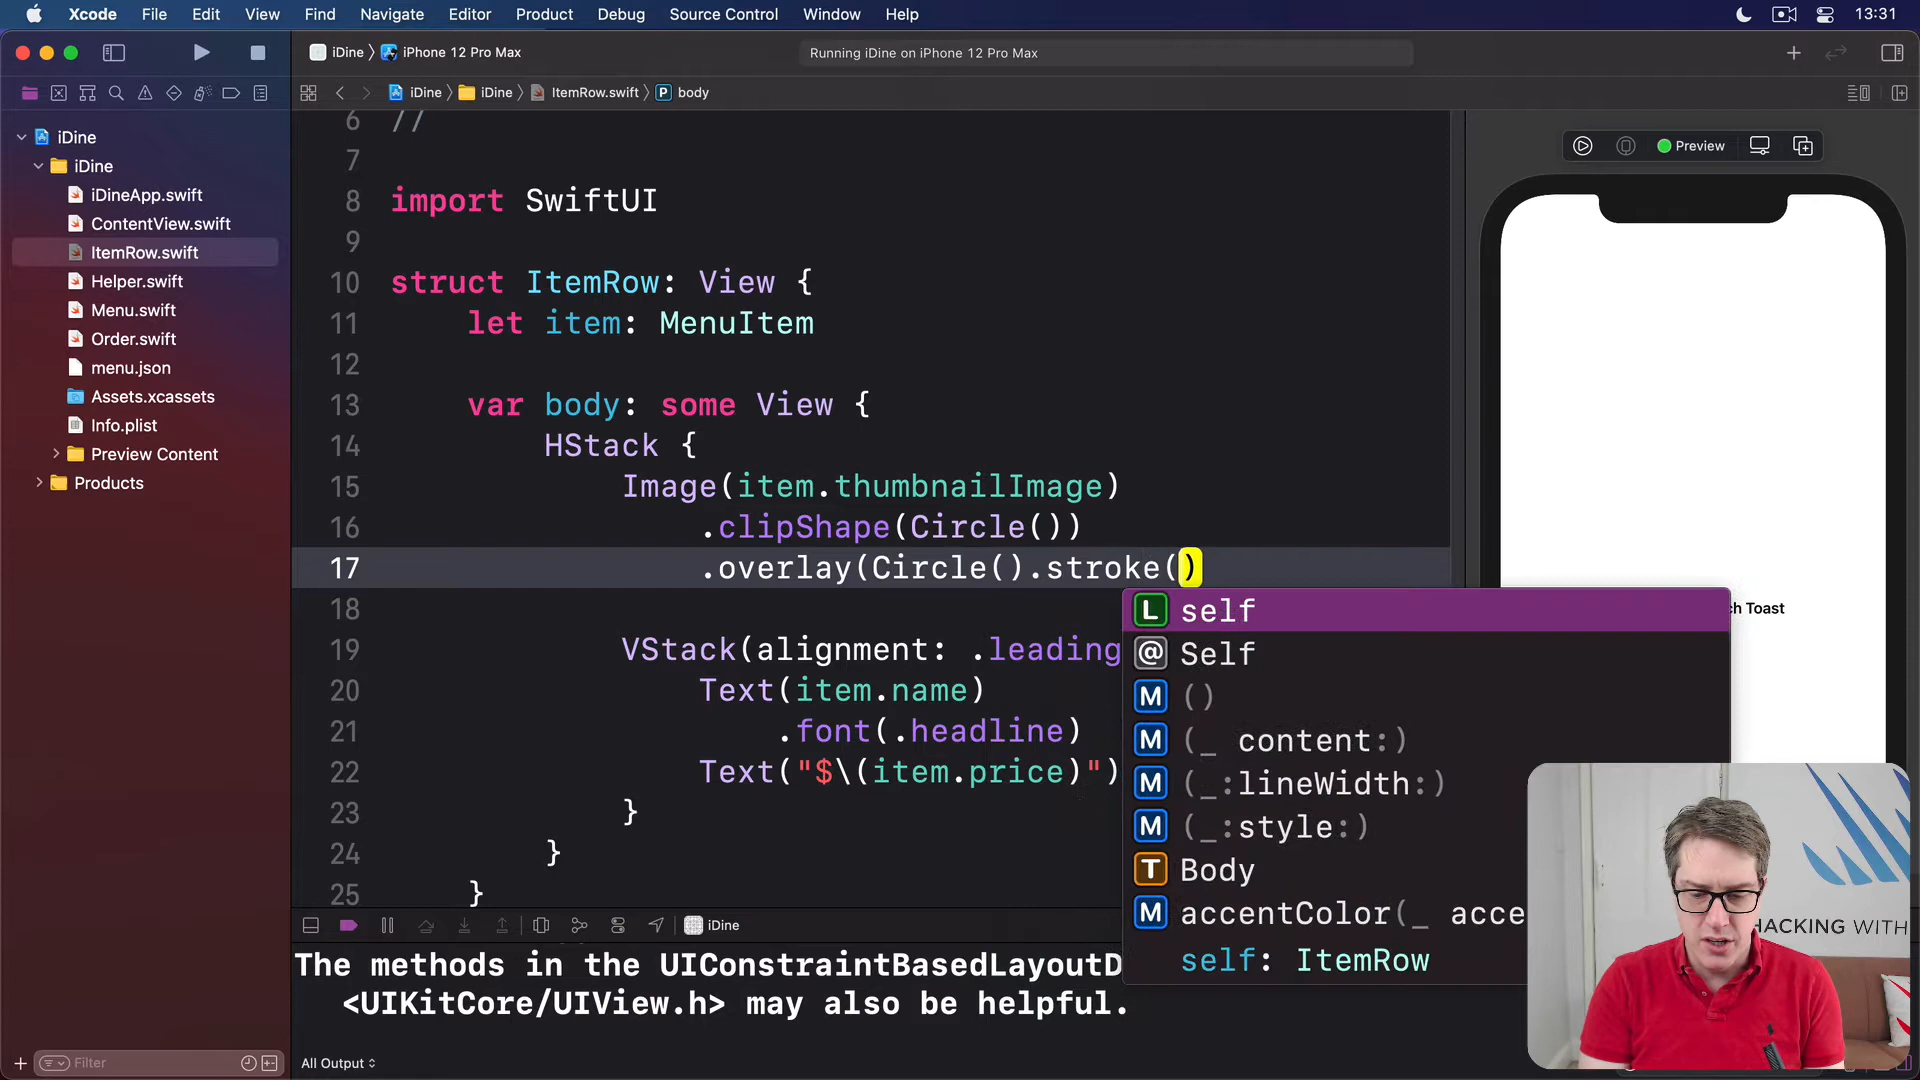 Xcode File Edit View Find Navigate Editor Product Debug Source Control Window Help 13:31
iDine iPhone 12 Pro Max Running iDine on iPhone 12 Pro Max
iDine iDine ItemRow.swift P body
iDine
iDine
iDineApp.swift
ContentView.swift
ItemRow.swift
Helper.swift
Menu.swift
Order.swift
menu.json
Assets.xcassets
Info.plist
Preview Content
Products
Filter
6 //
7
8 import SwiftUI
9
10 struct ItemRow: View {
11 let item: MenuItem
12
13 var body: some View {
14 HStack {
15 Image(item.thumbnailImage)
16 .clipShape(Circle())
17 .overlay(Circle().stroke()
18
19 VStack(alignment: .leading
20 Text(item.name)
21 .font(.headline)
22 Text("$\(item.price)")
23 }
24 }
25 }
L self
@ Self
M ()
M (_ content:)
M (_:lineWidth:)
M (_:style:)
T Body
M accentColor(_ acce
self: ItemRow
Preview
ch Toast
iDine
The methods in the UIConstraintBasedLayoutD
<UIKitCore/UIView.h> may also be helpful.
All Output
HACKING WITH